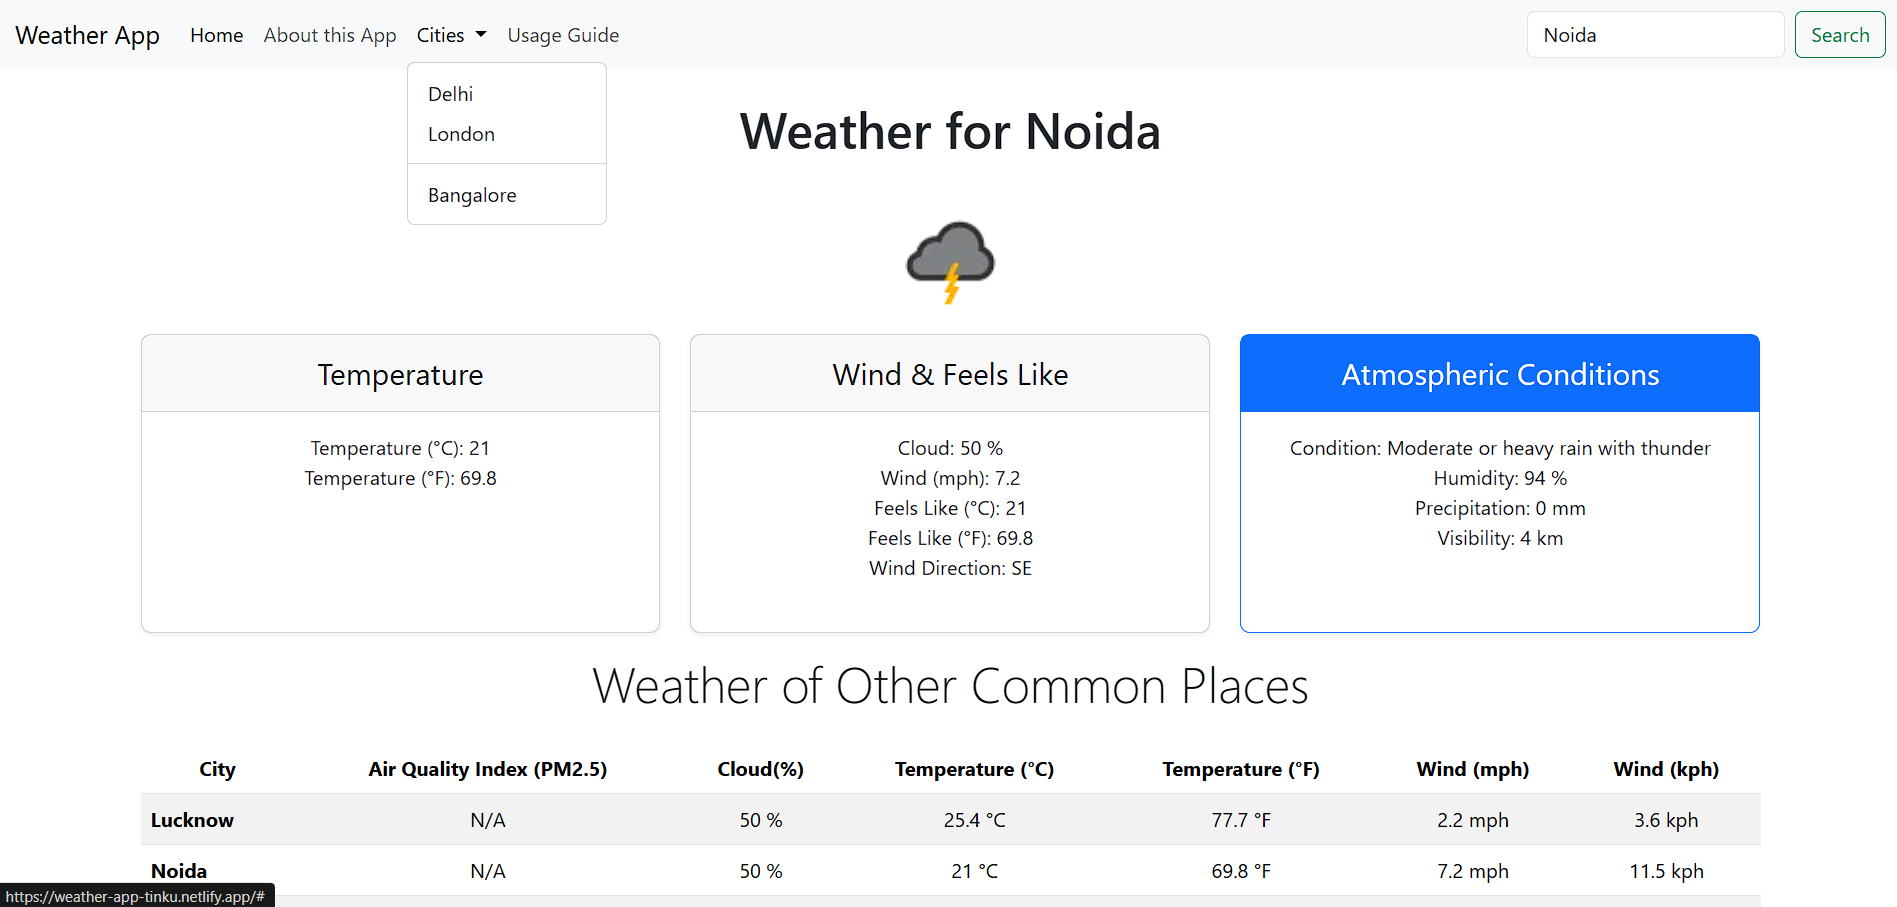 Weather App Home About this App Cities Usage Guide Noida Search
Delhi
London
Bangalore
Weather for Noida
Temperature
Temperature (°C): 21
Temperature (°F): 69.8
Wind & Feels Like
Cloud: 50 %
Wind (mph): 7.2
Feels Like (°C): 21
Feels Like (°F): 69.8
Wind Direction: SE
Atmospheric Conditions
Condition: Moderate or heavy rain with thunder
Humidity: 94 %
Precipitation: 0 mm
Visibility: 4 km
Weather of Other Common Places
City Air Quality Index (PM2.5) Cloud(%) Temperature (°C) Temperature (°F) Wind (mph) Wind (kph)
Lucknow N/A 50 % 25.4 °C 77.7 °F 2.2 mph 3.6 kph
Noida N/A 50 % 21 °C 69.8 °F 7.2 mph 11.5 kph
https://weather-app-tinku.netlify.app/#